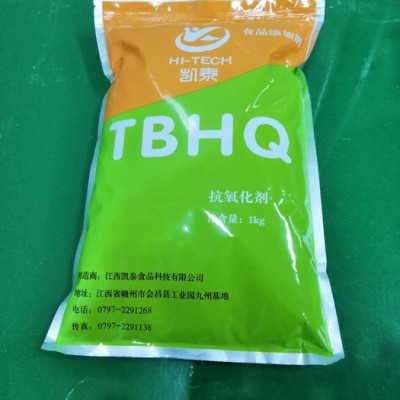 食品添加剂
HI-TECH
凯泰
TBHQ
抗氧化剂
净含量：1kg
制造商：江西凯泰食品科技有限公司
地址：江西省赣州市会昌县工业园九州基地
电话：0797-2291268
传真：0797-2291138